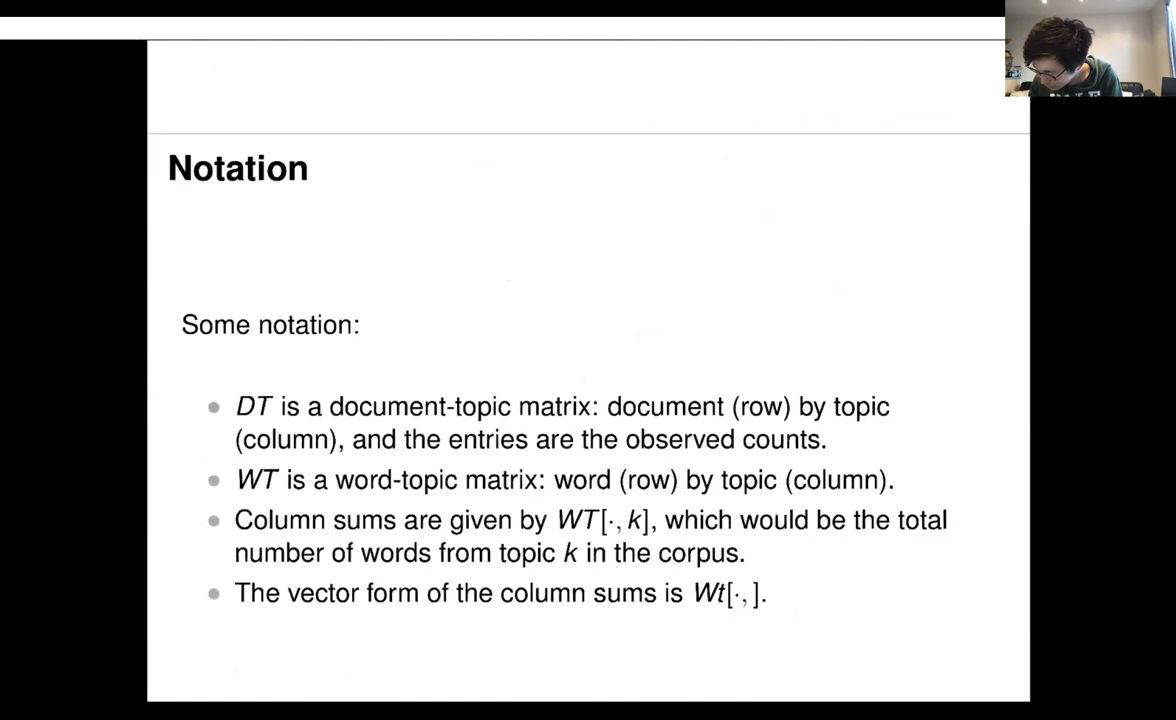 Notation
Some notation:
• DT is a document-topic matrix: document (row) by topic
(column), and the entries are the observed counts.
• WT is a word-topic matrix: word (row) by topic (column).
• Column sums are given by WT[·, k], which would be the total
number of words from topic k in the corpus.
• The vector form of the column sums is Wt[·, ].